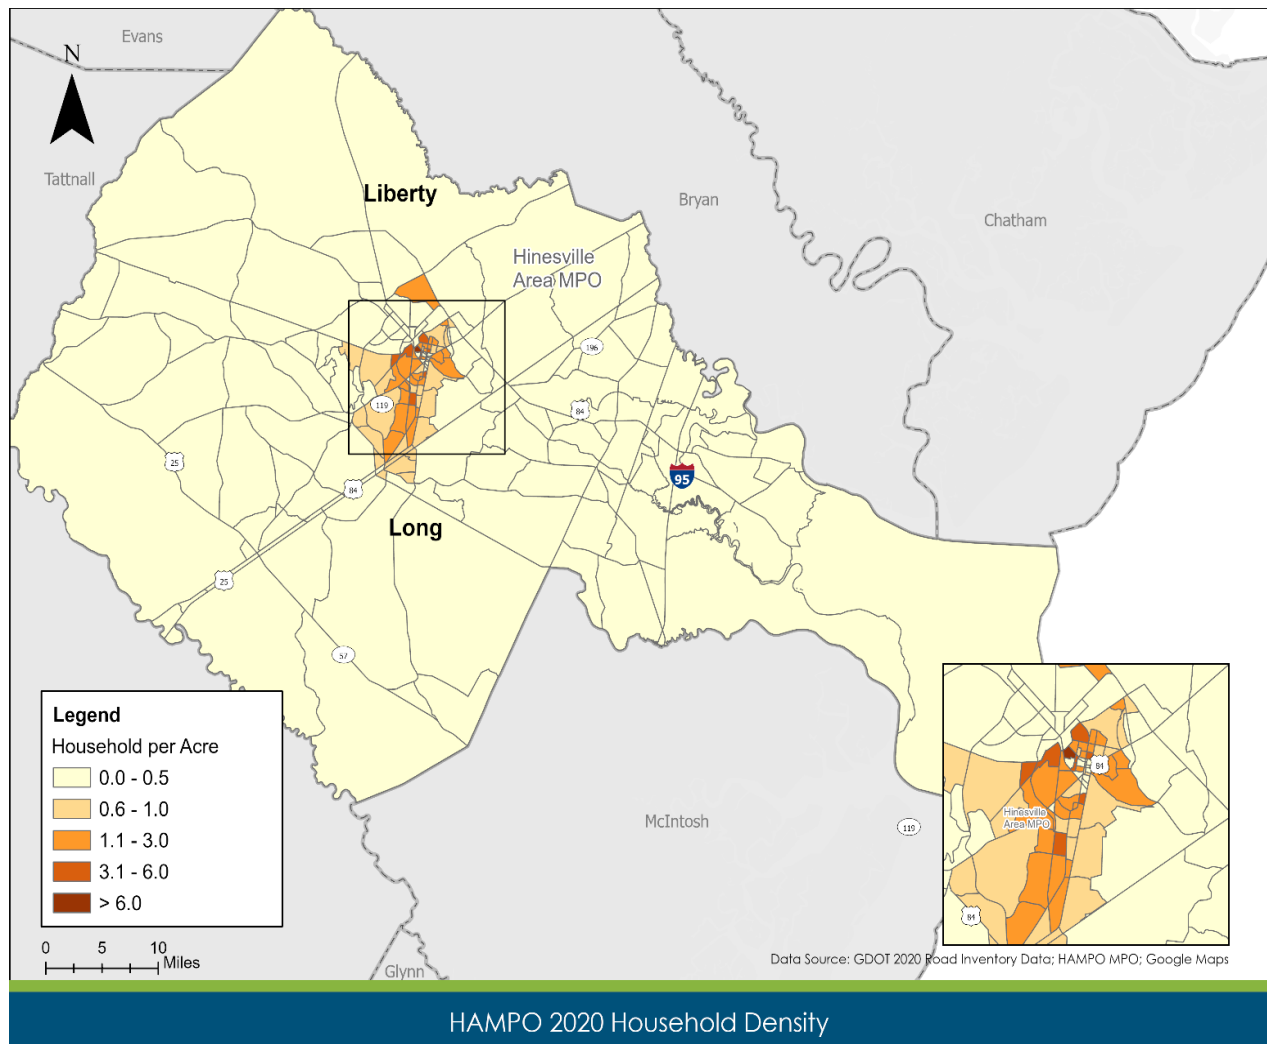 Evans
N
Tattnall
Liberty
Bryan
Chatham
Hinesville
Area MPO
196
119
84
25
84
95
Long
25
57
Legend
Household per Acre
0.0 - 0.5
0.6 - 1.0
1.1 - 3.0
3.1 - 6.0
> 6.0
0 5 10
Miles
McIntosh
119
Glynn
84
Hinesville
Area MPO
84
Data Source: GDOT 2020 Road Inventory Data; HAMPO MPO; Google Maps
HAMPO 2020 Household Density